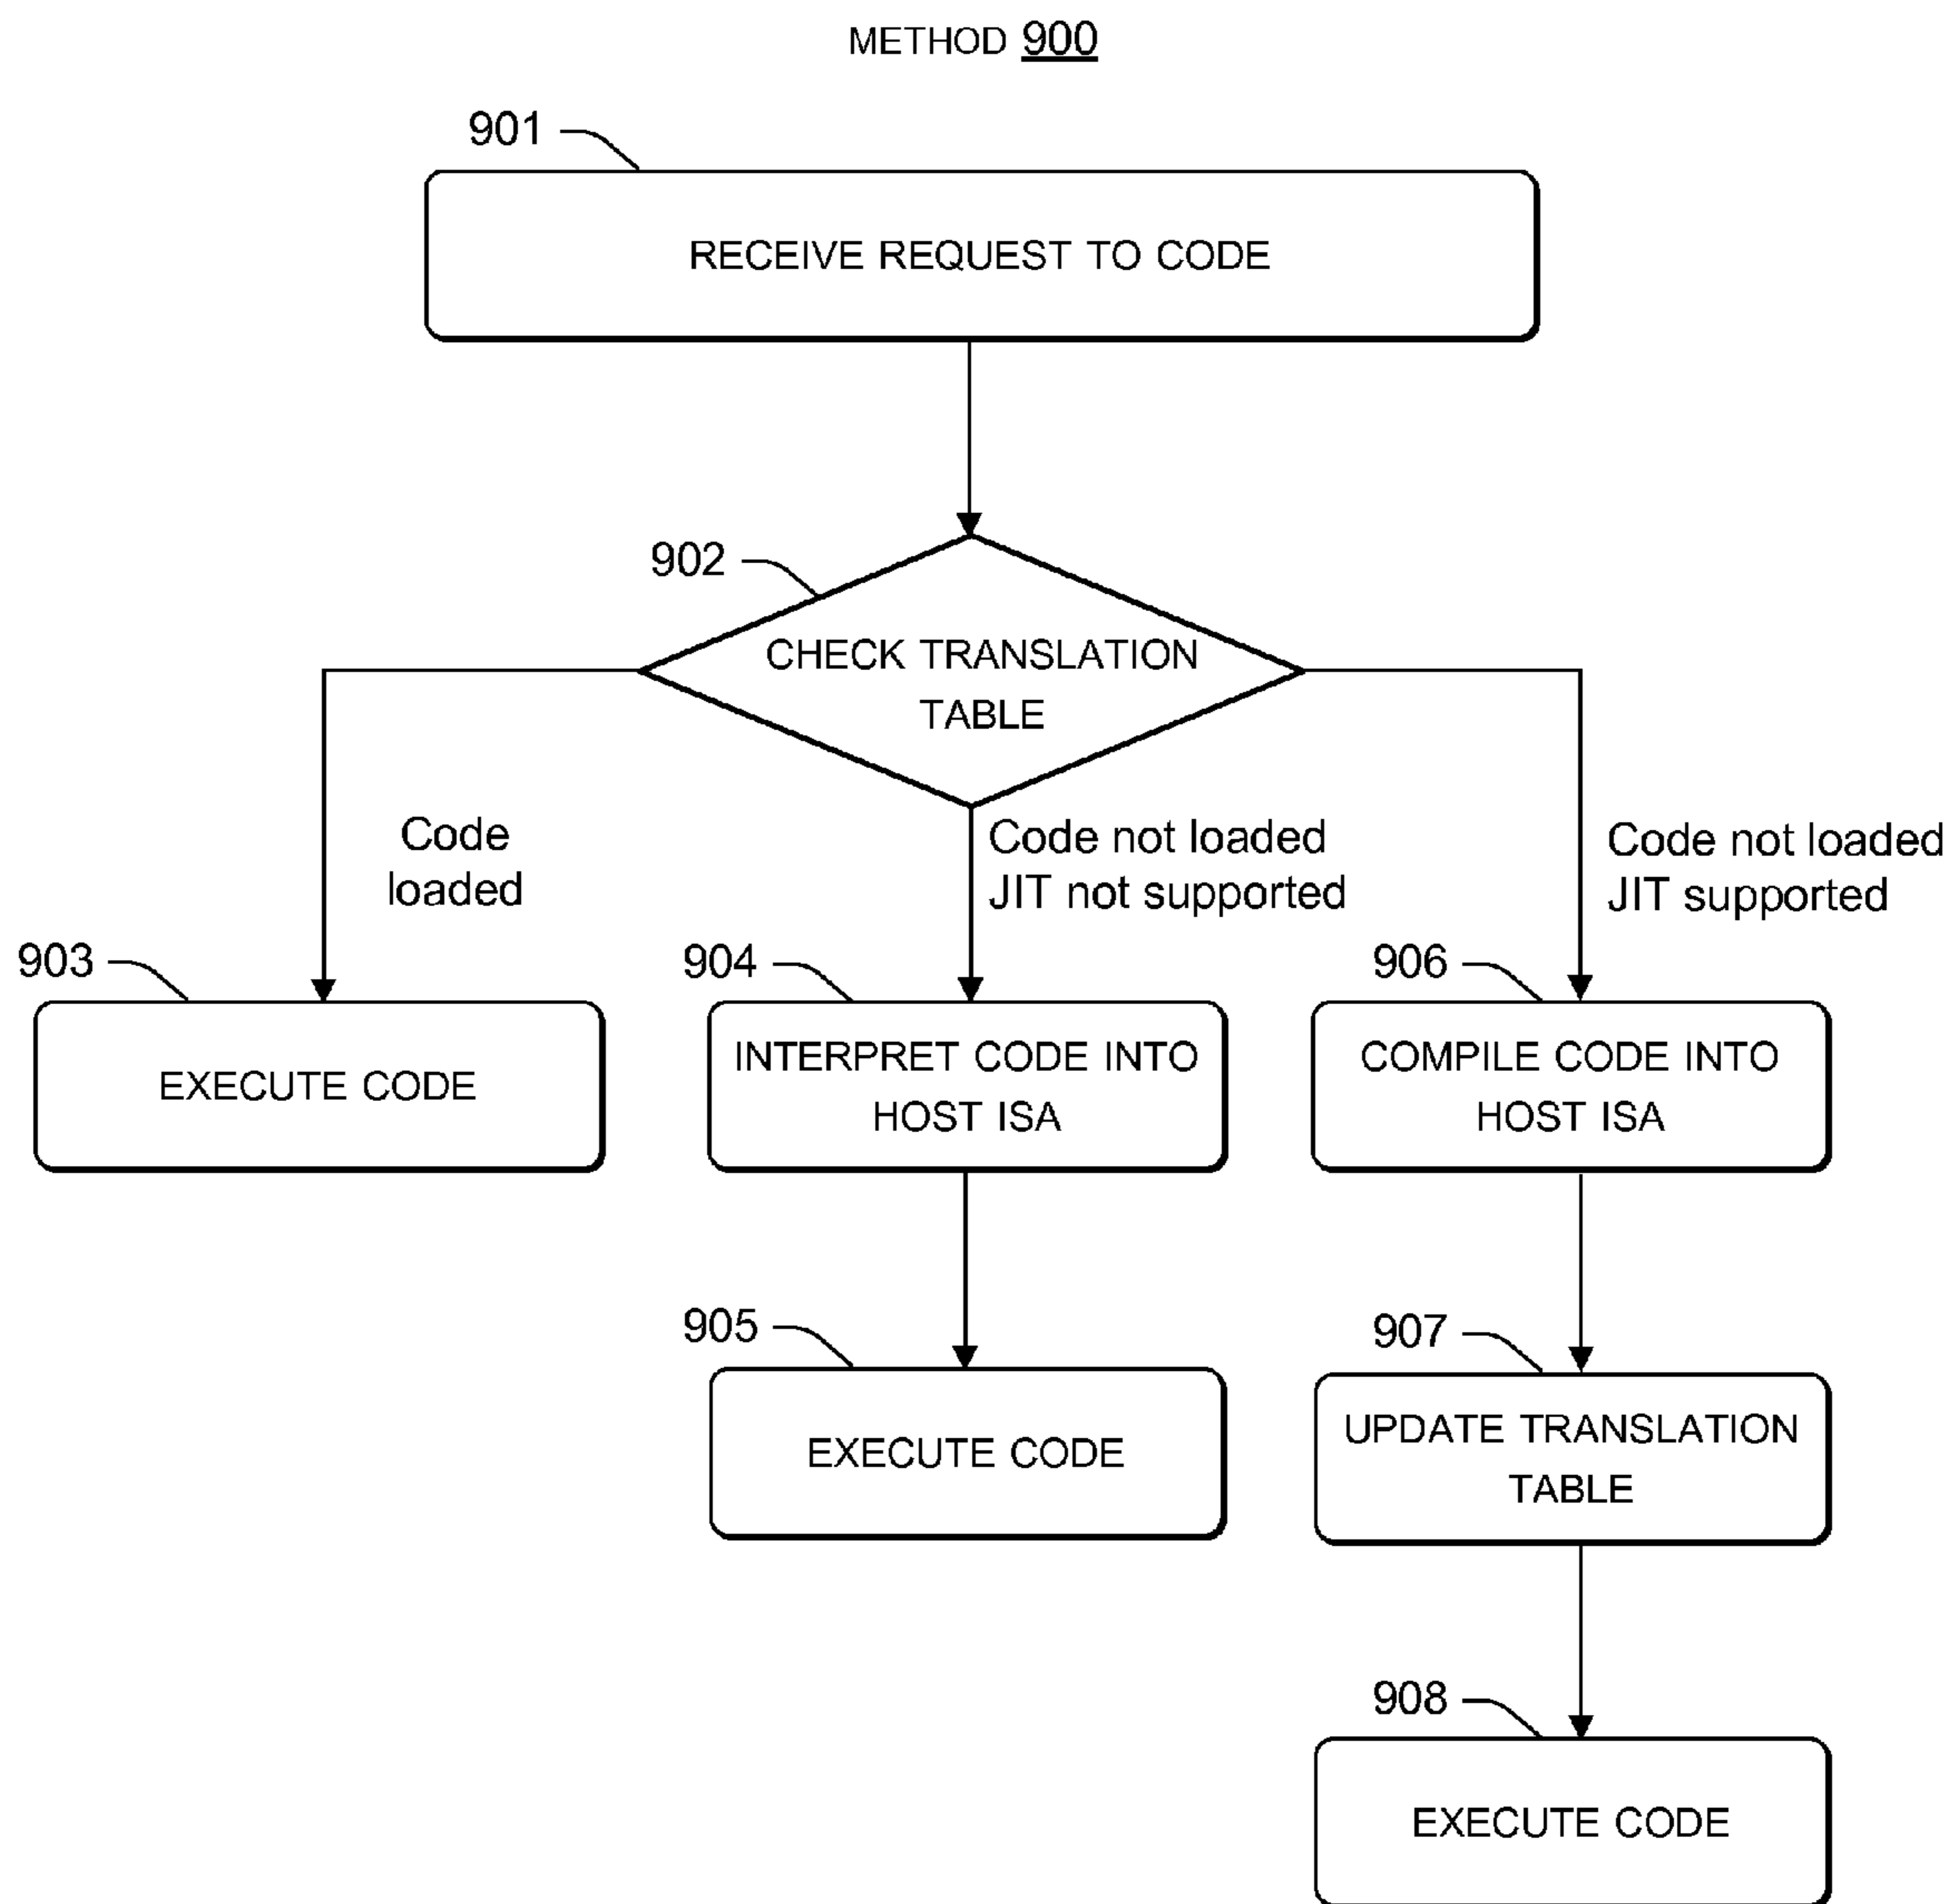 METHOD 900
901
RECEIVE REQUEST TO CODE
902
CHECK TRANSLATION
TABLE
Code
loaded
Code not loaded
JIT not supported
Code not loaded
JIT supported
903
EXECUTE CODE
904
INTERPRET CODE INTO
HOST ISA
906
COMPILE CODE INTO
HOST ISA
905
EXECUTE CODE
907
UPDATE TRANSLATION
TABLE
908
EXECUTE CODE